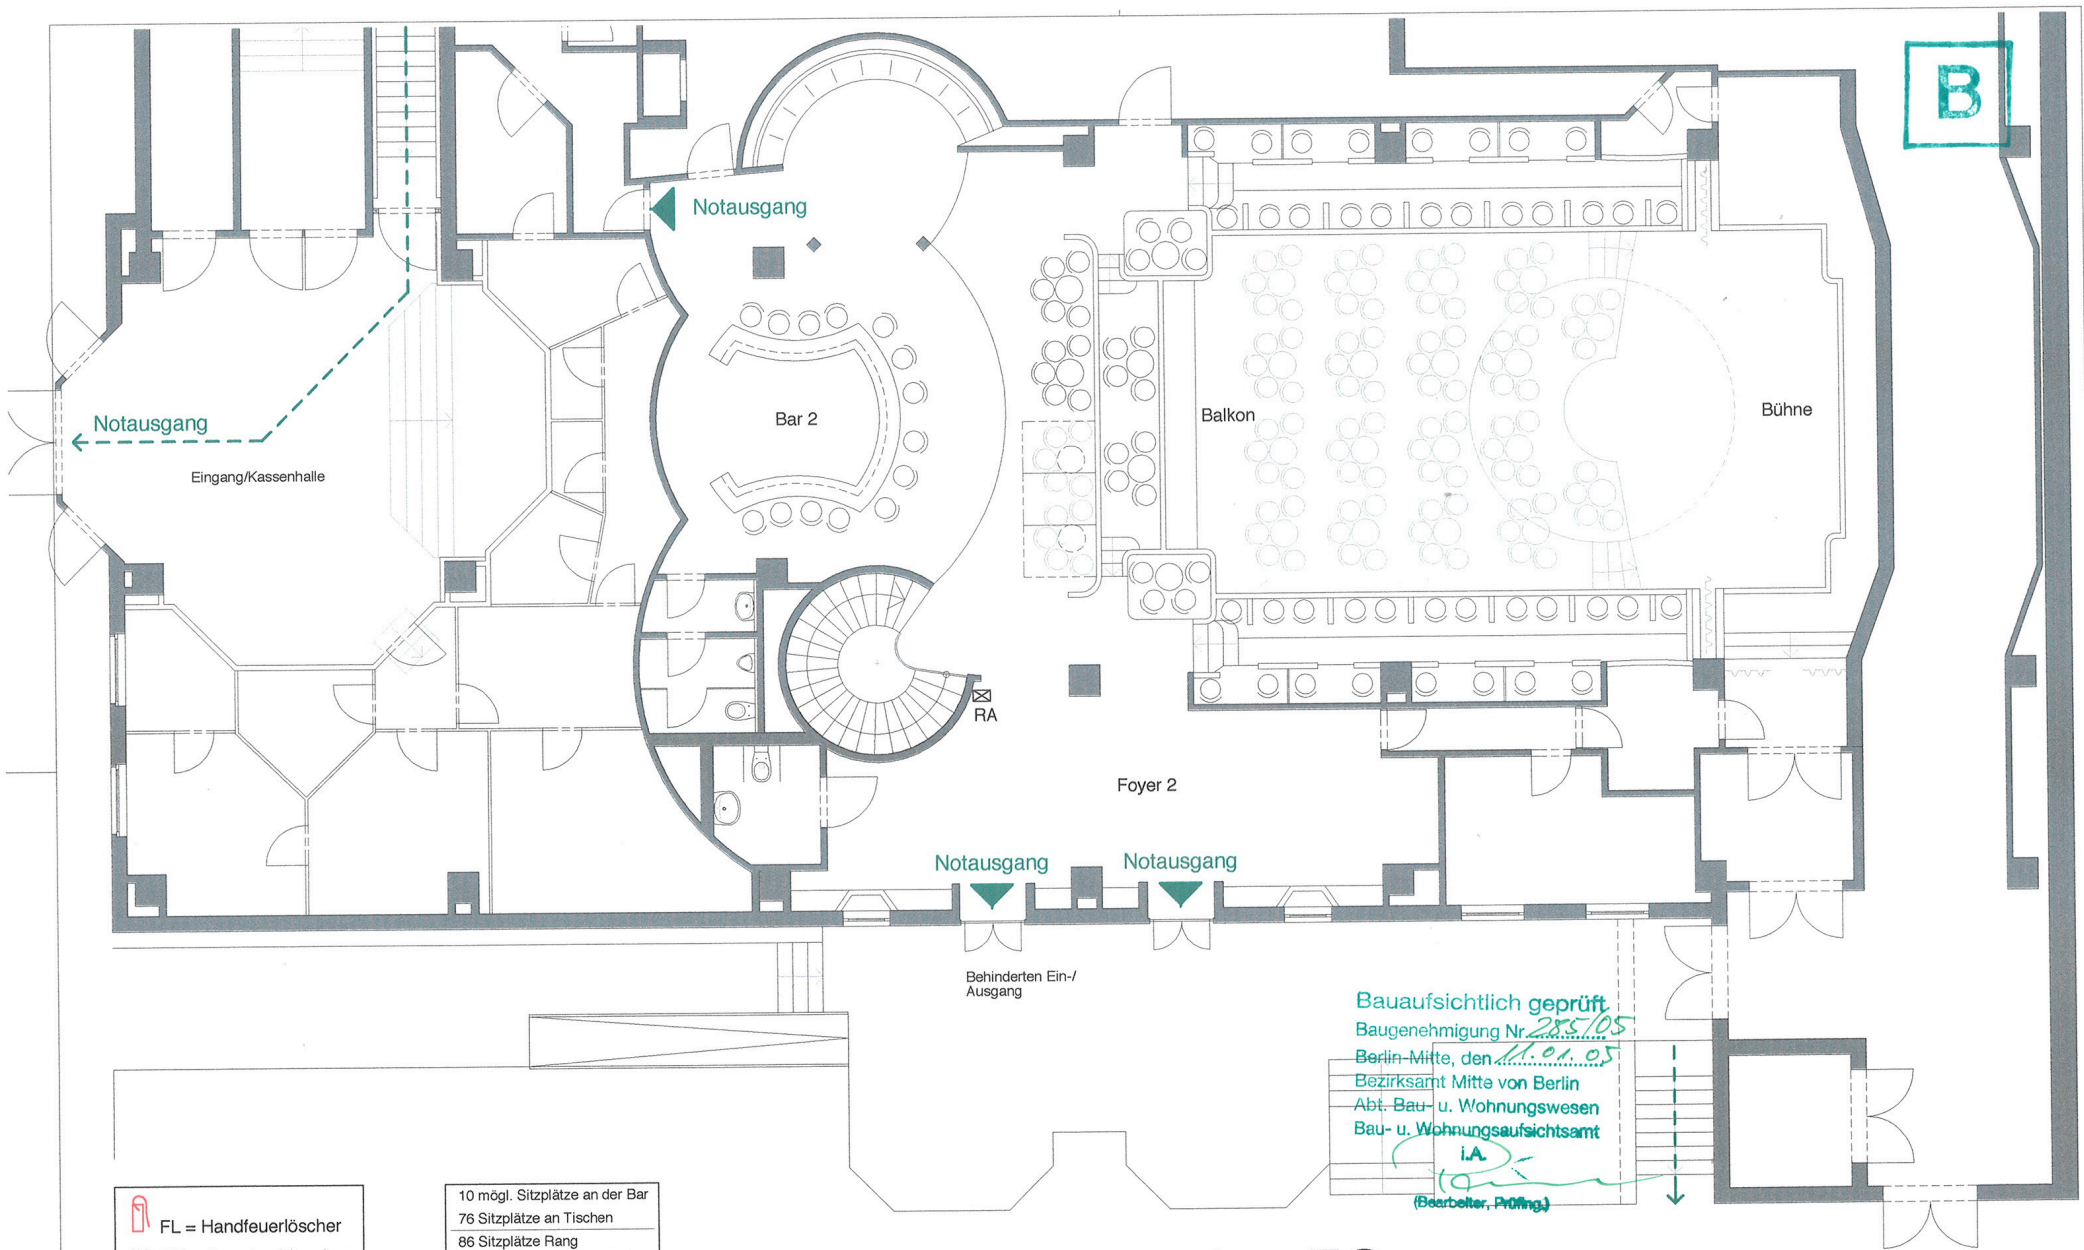 B
Notausgang
Notausgang
Bar 2
Balkon
Bühne
Eingang/Kassenhalle
RA
Foyer 2
Notausgang
Notausgang
Behinderten Ein-/
Ausgang
Bauaufsichtlich geprüft
Baugenehmigung Nr. 285/05
Berlin-Mitte, den 11.01.05
Bezirksamt Mitte von Berlin
Abt. Bau- u. Wohnungswesen
Bau- u. Wohnungsaufsichtsamt
i.A.
(Bearbeiter, Prüfing.)
FL = Handfeuerlöscher
10 mögl. Sitzplätze an der Bar
76 Sitzplätze an Tischen
86 Sitzplätze Rang